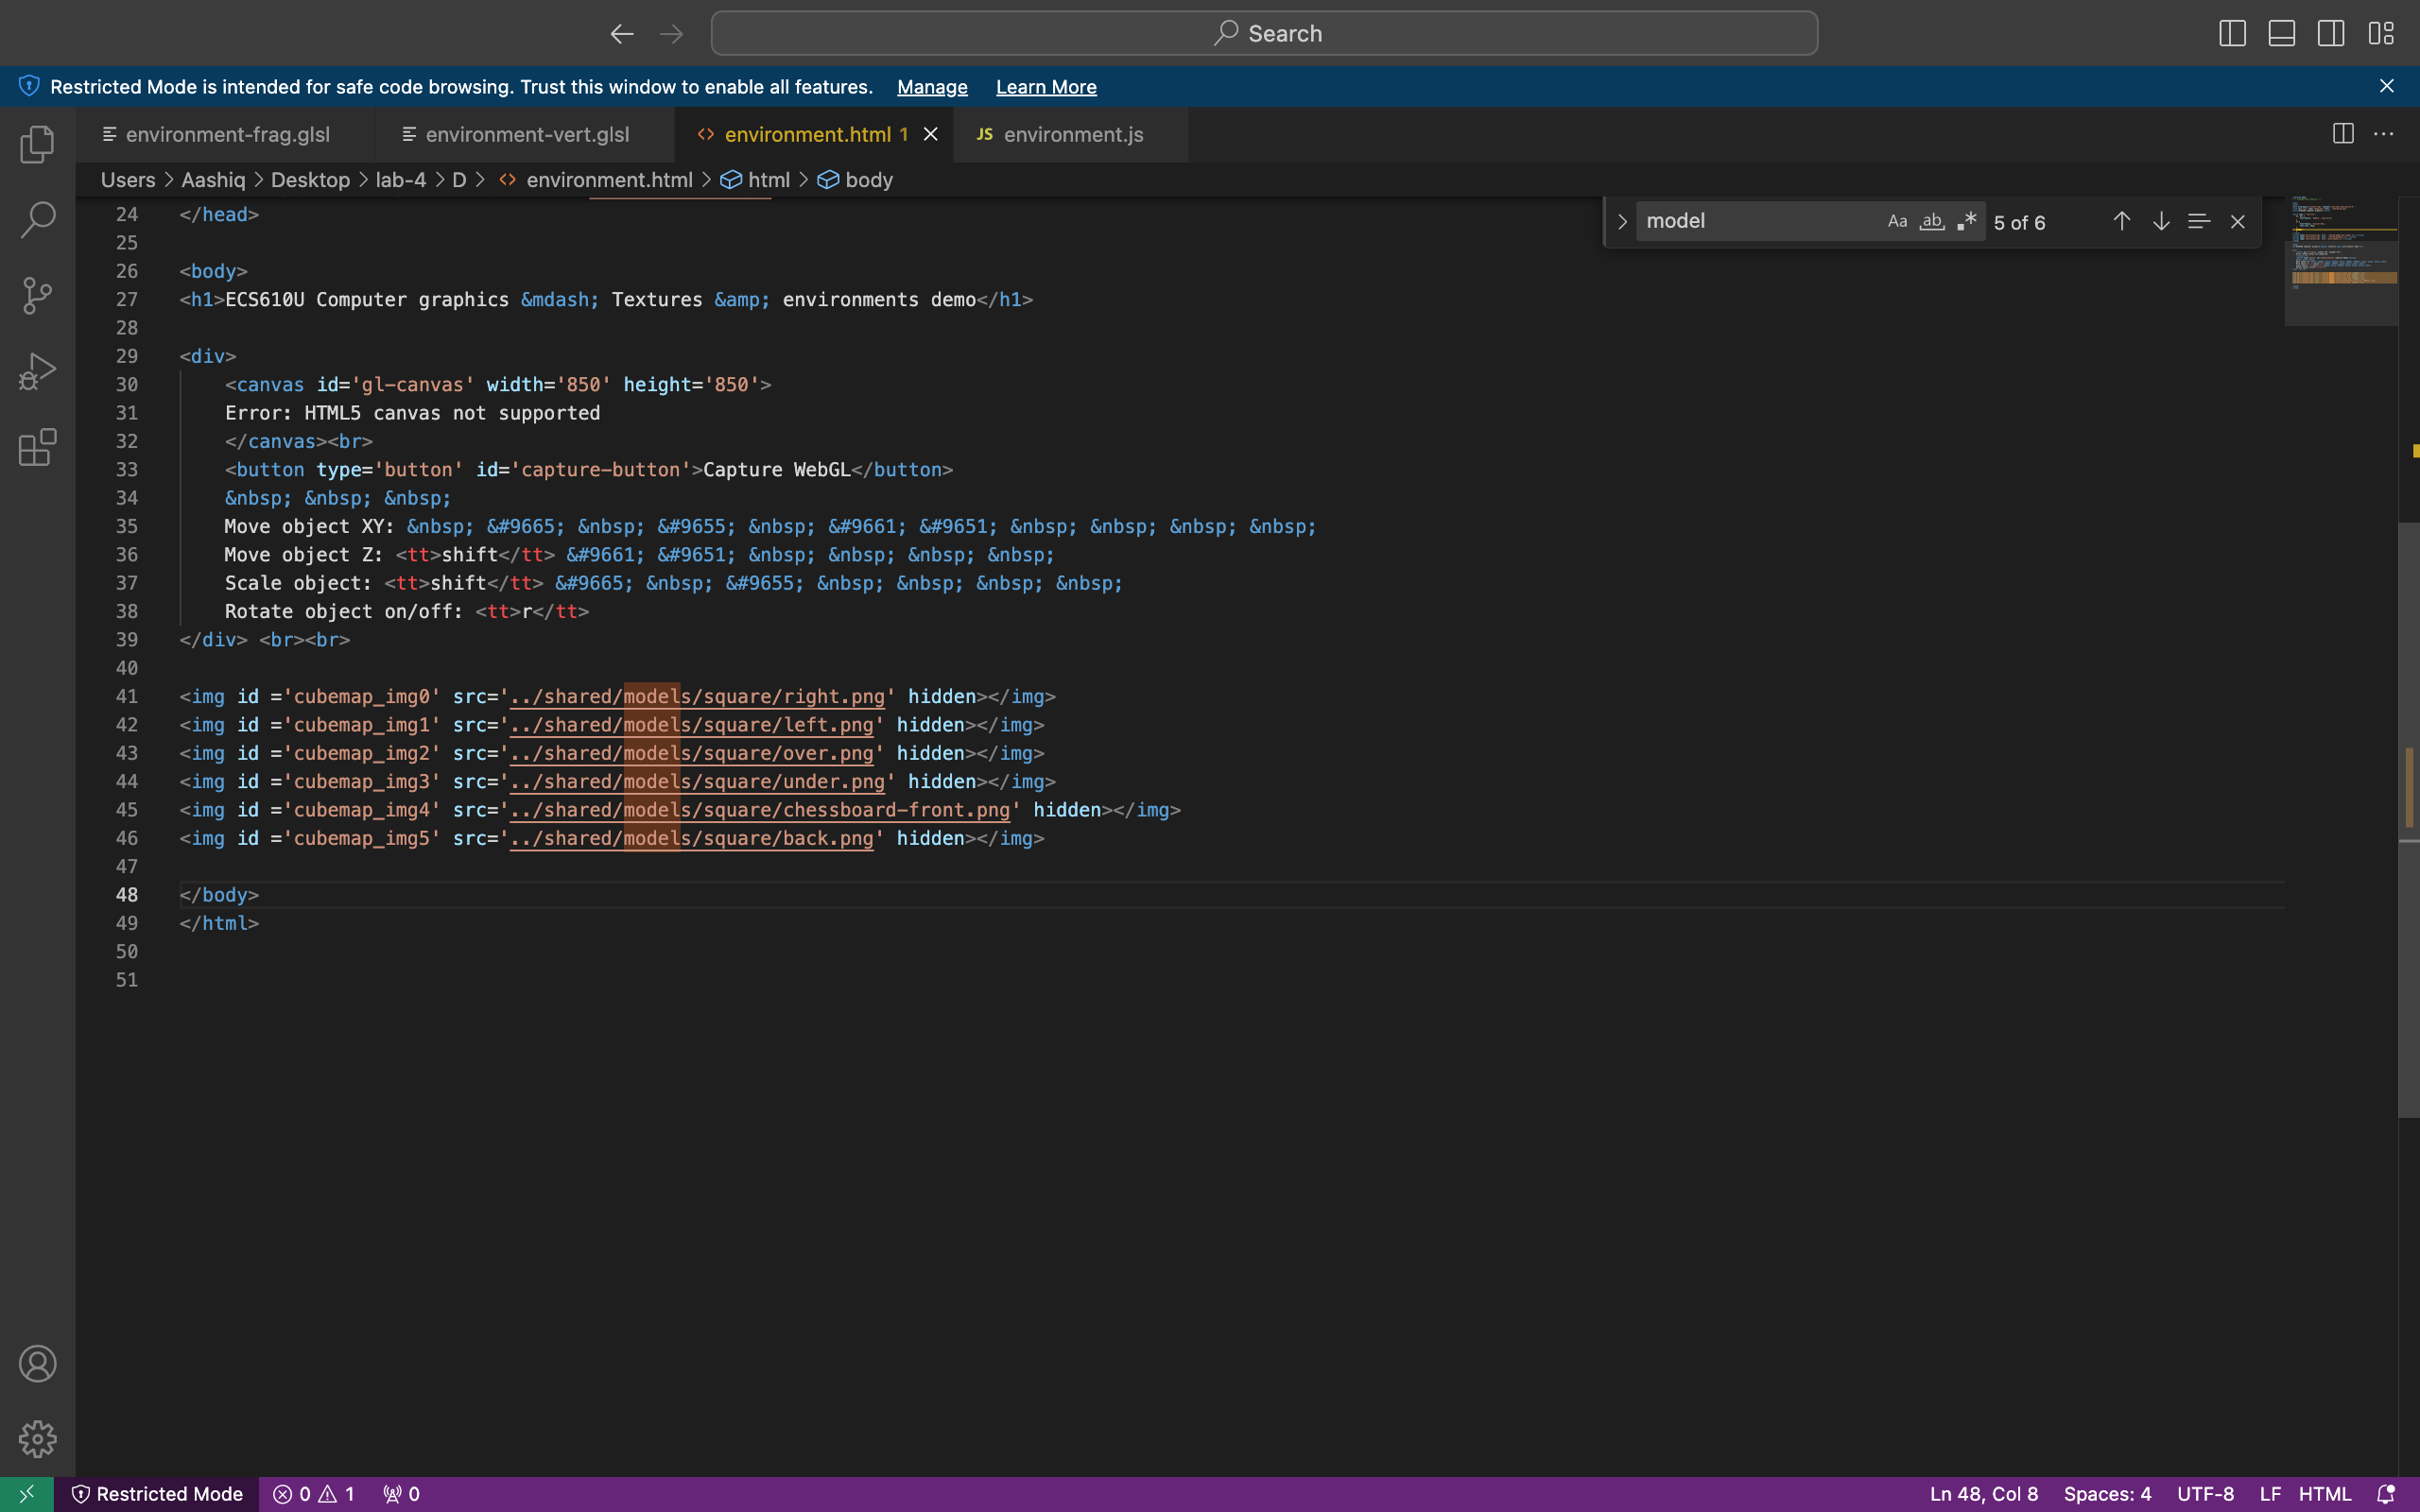 Search
Restricted Mode is intended for safe code browsing. Trust this window to enable all features. Manage Learn More
environment-frag.glsl environment-vert.glsl <> environment.html 1 JS environment.js
Users > Aashiq > Desktop > lab-4 > D > <> environment.html > html > body
model Aa ab .* 5 of 6
24 </head>
25
26 <body>
27 <h1>ECS610U Computer graphics &mdash; Textures &amp; environments demo</h1>
28
29 <div>
30     <canvas id='gl-canvas' width='850' height='850'>
31     Error: HTML5 canvas not supported
32     </canvas><br>
33     <button type='button' id='capture-button'>Capture WebGL</button>
34     &nbsp; &nbsp; &nbsp;
35     Move object XY: &nbsp; &#9665; &nbsp; &#9655; &nbsp; &#9661; &#9651; &nbsp; &nbsp; &nbsp; &nbsp;
36     Move object Z: <tt>shift</tt> &#9661; &#9651; &nbsp; &nbsp; &nbsp; &nbsp;
37     Scale object: <tt>shift</tt> &#9665; &nbsp; &#9655; &nbsp; &nbsp; &nbsp; &nbsp;
38     Rotate object on/off: <tt>r</tt>
39 </div> <br><br>
40
41 <img id ='cubemap_img0' src='../shared/models/square/right.png' hidden></img>
42 <img id ='cubemap_img1' src='../shared/models/square/left.png' hidden></img>
43 <img id ='cubemap_img2' src='../shared/models/square/over.png' hidden></img>
44 <img id ='cubemap_img3' src='../shared/models/square/under.png' hidden></img>
45 <img id ='cubemap_img4' src='../shared/models/square/chessboard-front.png' hidden></img>
46 <img id ='cubemap_img5' src='../shared/models/square/back.png' hidden></img>
47
48 </body>
49 </html>
50
51
Restricted Mode 0 1 0 Ln 48, Col 8 Spaces: 4 UTF-8 LF HTML